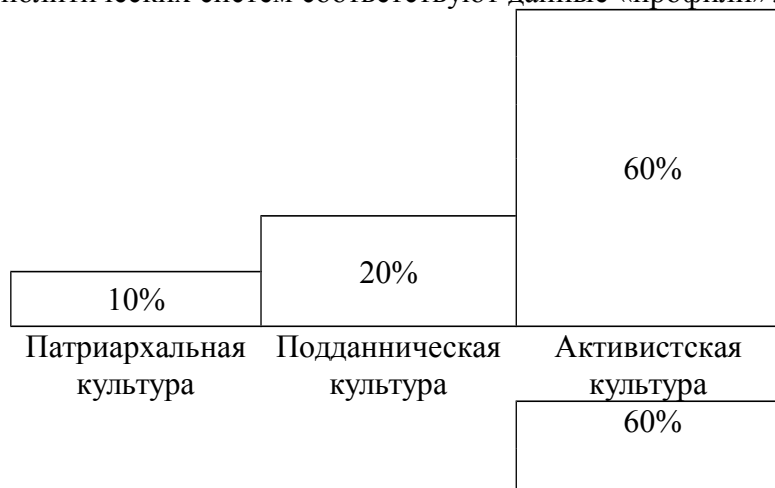 политических систем соответствуют данные «профили»
60%
20%
10%
Патриархальная Подданническая Активистская
культура культура культура
60%